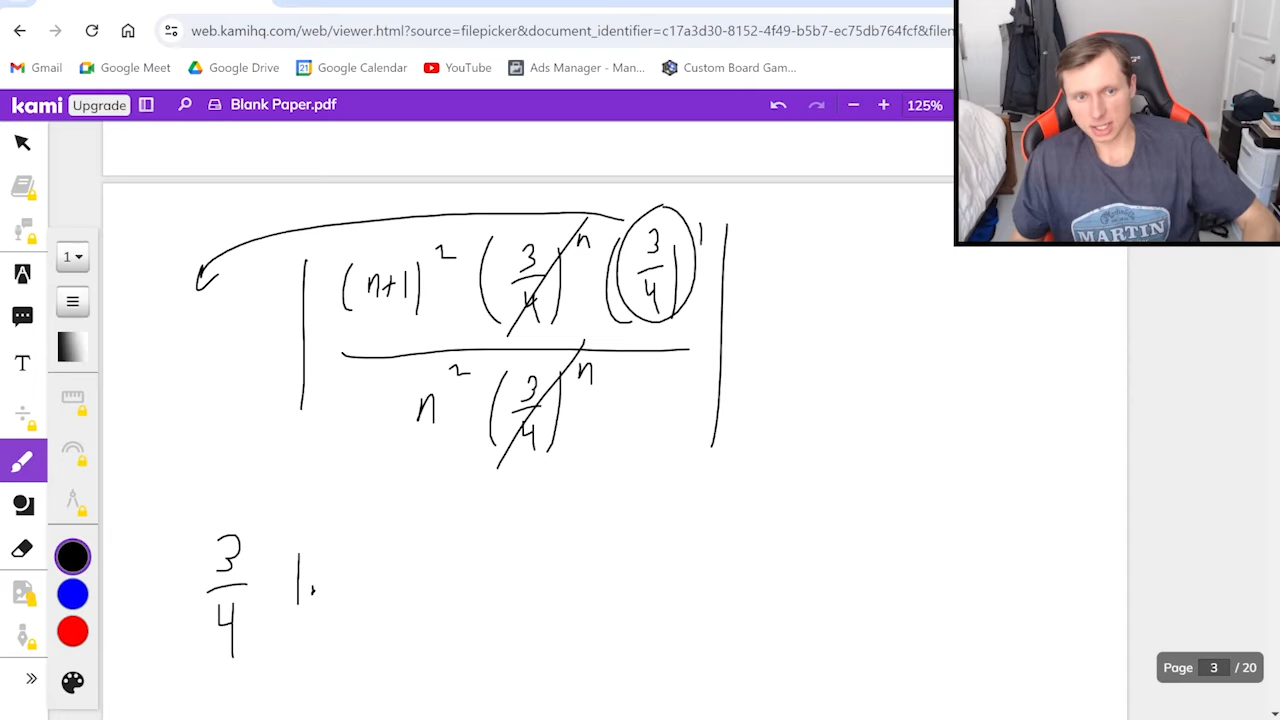 web.kamihq.com/web/viewer.html?source=filepicker&document_identifier=c17a3d30-8152-4f49-b5b7-ec75db764fcf&filen
Gmail Google Meet Google Drive 31 Google Calendar YouTube Ads Manager - Man... Custom Board Gam...
kami Upgrade Blank Paper.pdf 125%
1
T
| (n+1)^2 (3/4)^n (3/4)^1 |
n^2 (3/4)^n
3/4 |
MARTIN
Page 3 / 20